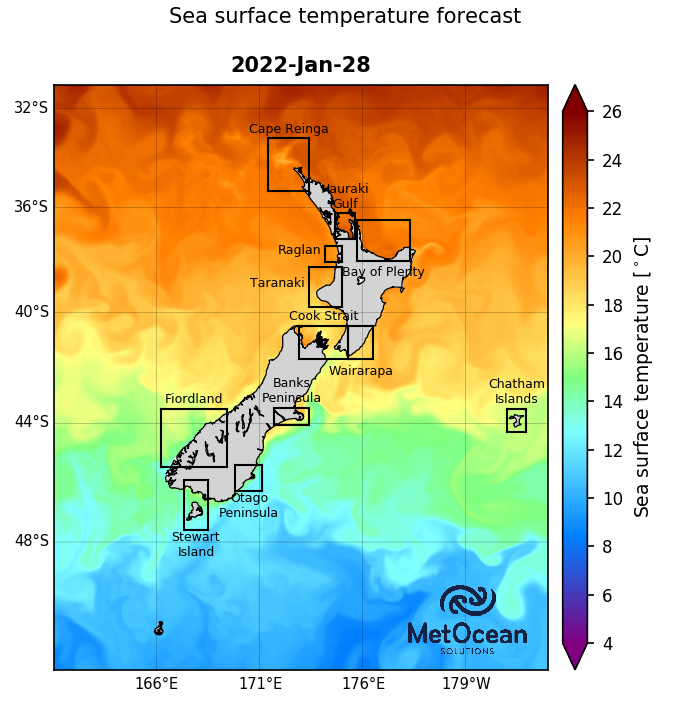 Sea surface temperature forecast
2022-Jan-28
32°S
36°S
40°S
44°S
48°S
Cape Reinga
Hauraki
Gulf
Raglan
Bay of Plenty
Taranaki
Cook Strait
Wairarapa
Banks
Peninsula
Chatham
Islands
Fiordland
Otago
Peninsula
Stewart
Island
MetOcean
SOLUTIONS
166°E
171°E
176°E
179°W
26
24
22
20
18
16
14
12
10
8
6
4
Sea surface temperature [°C]